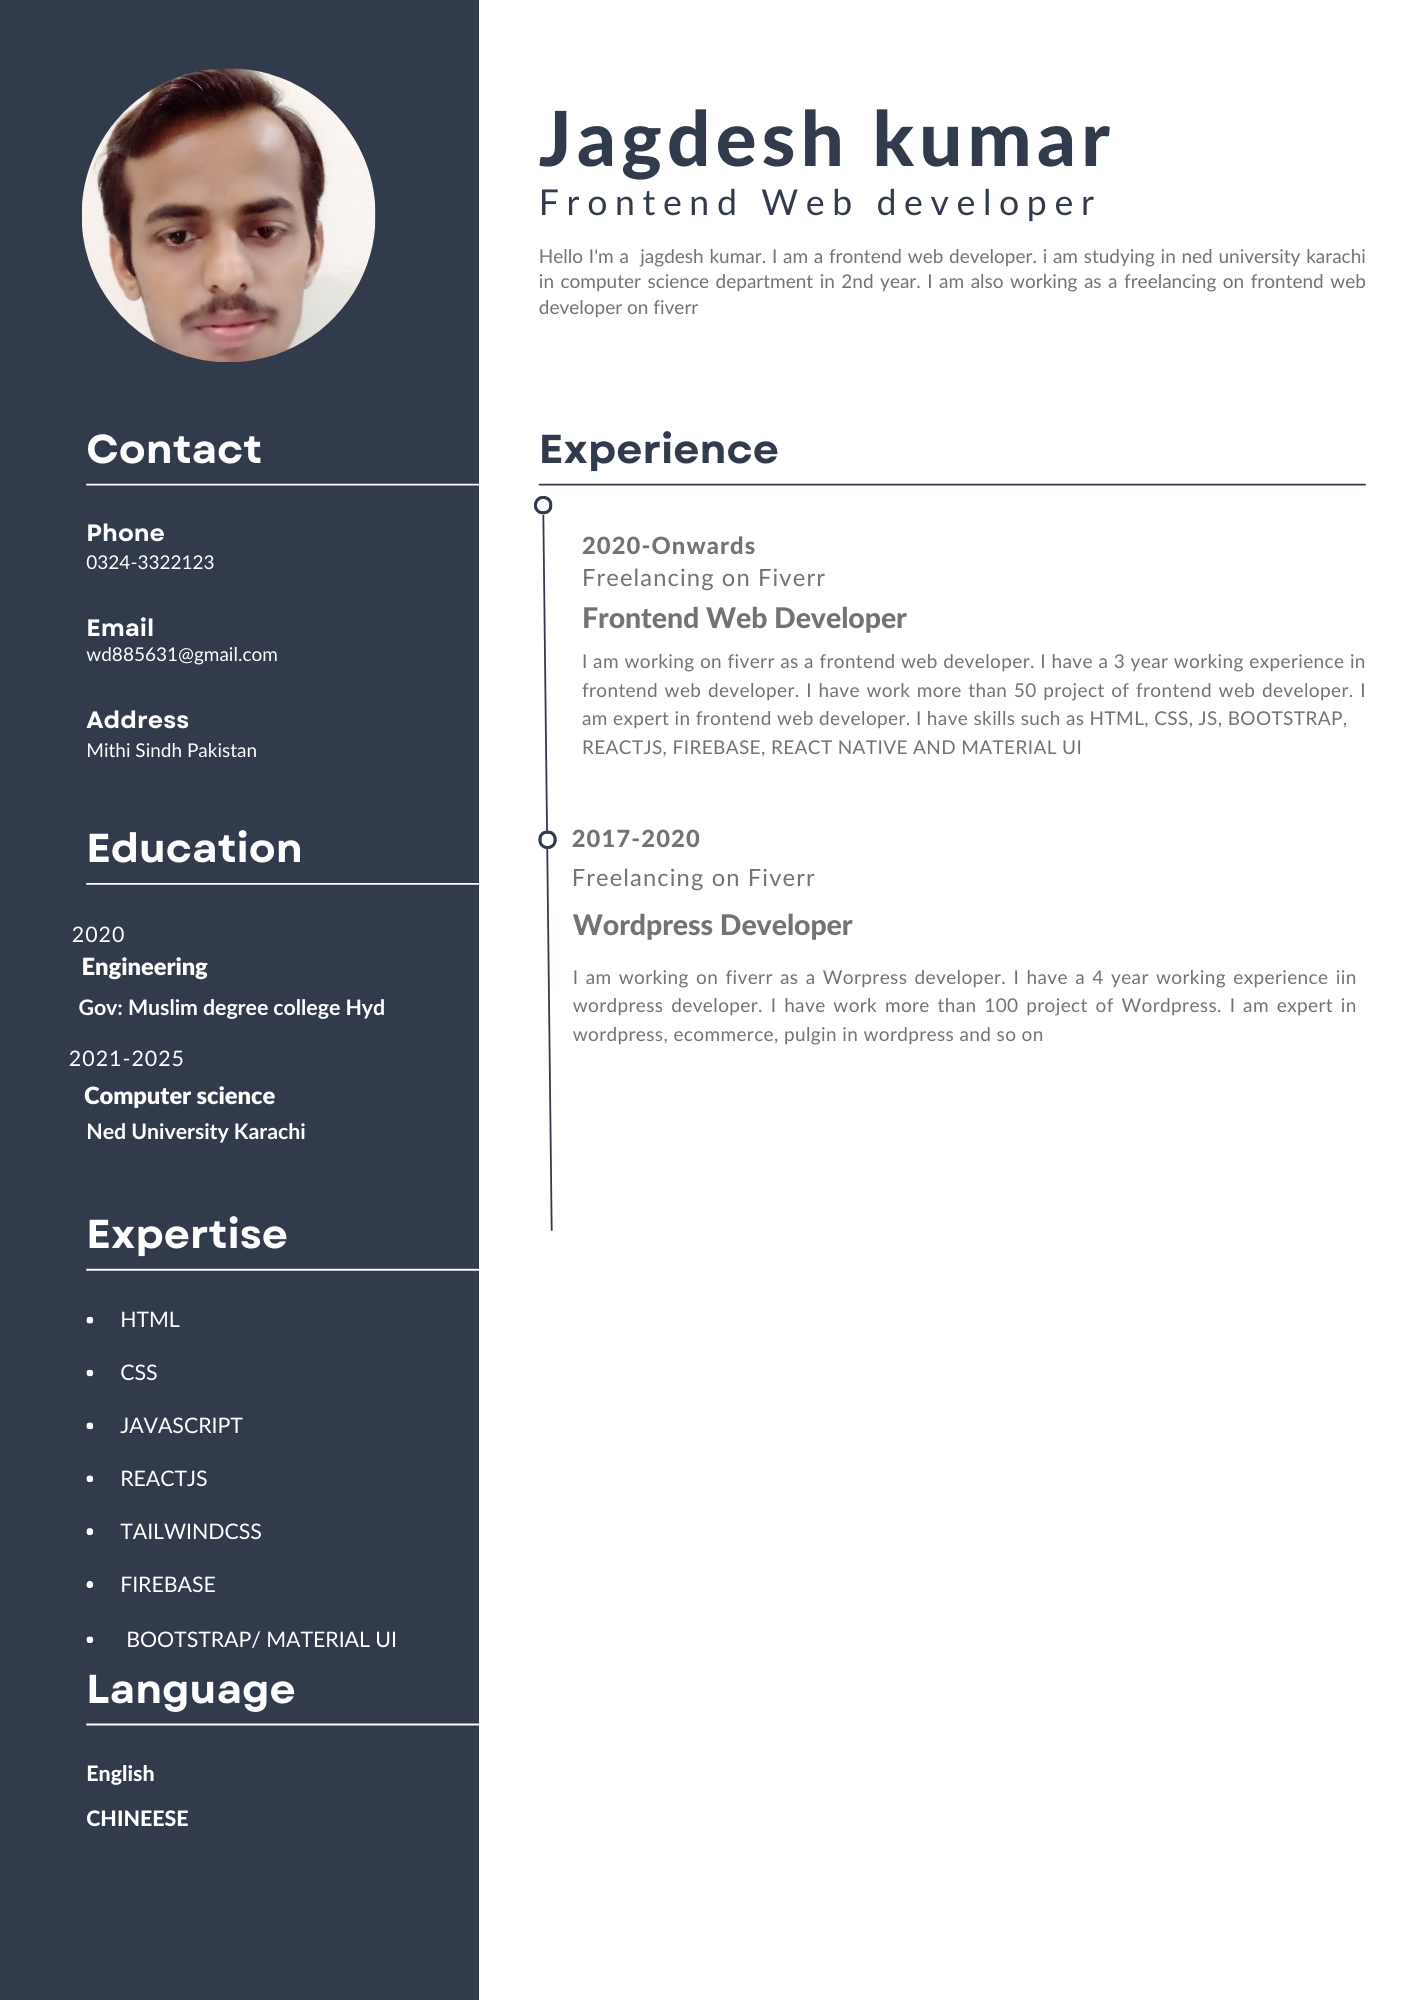 Jagdesh kumar
Frontend Web developer
Hello I'm a jagdesh kumar. I am a frontend web developer. i am studying in ned university karachi
in computer science department in 2nd year. I am also working as a freelancing on frontend web
developer on fiverr
Contact
Phone
0324-3322123
Email
wd885631@gmail.com
Address
Mithi Sindh Pakistan
Education
2020
Engineering
Gov: Muslim degree college Hyd
2021-2025
Computer science
Ned University Karachi
Expertise
• HTML
• CSS
• JAVASCRIPT
• REACTJS
• TAILWINDCSS
• FIREBASE
• BOOTSTRAP/ MATERIAL UI
Language
English
CHINEESE
Experience
2020-Onwards
Freelancing on Fiverr
Frontend Web Developer
I am working on fiverr as a frontend web developer. I have a 3 year working experience in
frontend web developer. I have work more than 50 project of frontend web developer. I
am expert in frontend web developer. I have skills such as HTML, CSS, JS, BOOTSTRAP,
REACTJS, FIREBASE, REACT NATIVE AND MATERIAL UI
2017-2020
Freelancing on Fiverr
Wordpress Developer
I am working on fiverr as a Worpress developer. I have a 4 year working experience iin
wordpress developer. I have work more than 100 project of Wordpress. I am expert in
wordpress, ecommerce, pulgin in wordpress and so on